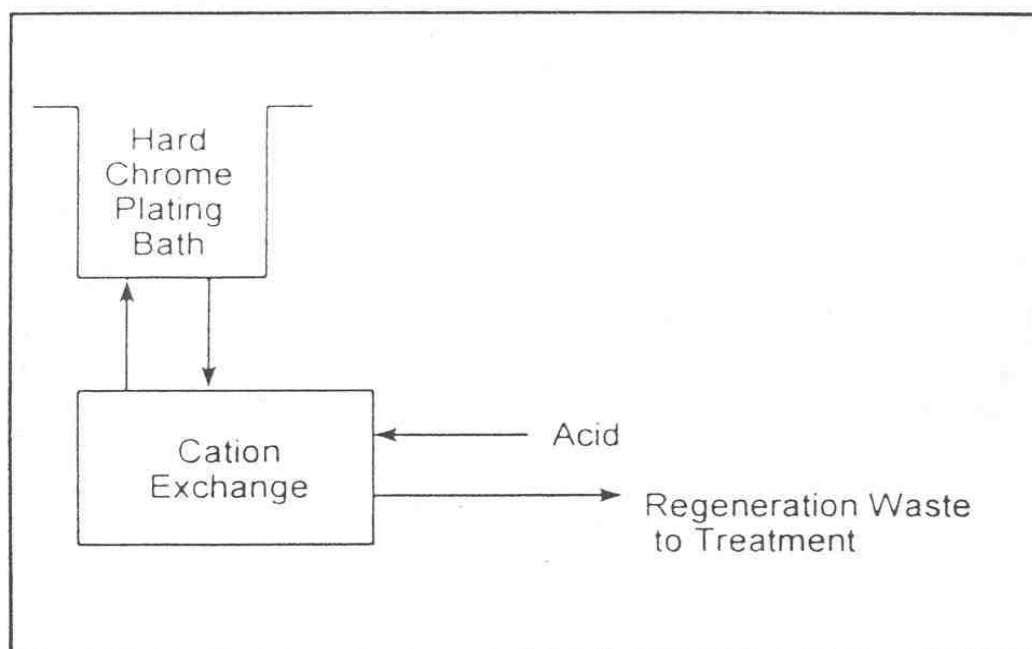 Hard
Chrome
Plating
Bath
Cation
Exchange
Acid
Regeneration Waste
to Treatment